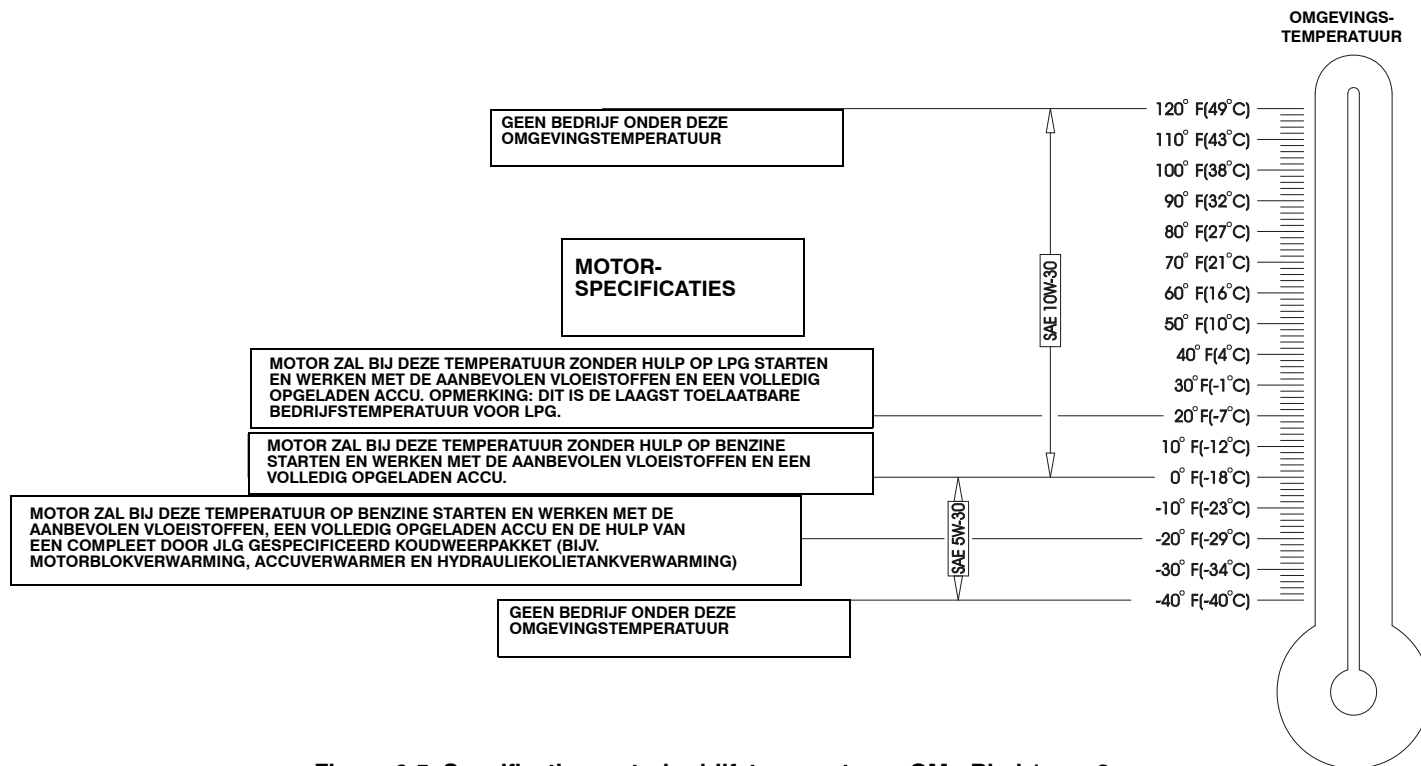 OMGEVINGS-
TEMPERATUUR
GEEN BEDRIJF ONDER DEZE
OMGEVINGSTEMPERATUUR
120° F(49°C)
110° F(43°C)
100° F(38°C)
90° F(32°C)
80° F(27°C)
70° F(21°C)
60° F(16°C)
50° F(10°C)
40° F(4°C)
30° F(-1°C)
20° F(-7°C)
10° F(-12°C)
0° F(-18°C)
-10° F(-23°C)
-20° F(-29°C)
-30° F(-34°C)
-40° F(-40°C)
SAE 10W-30
SAE 5W-30
MOTOR-
SPECIFICATIES
MOTOR ZAL BIJ DEZE TEMPERATUUR ZONDER HULP OP LPG STARTEN
EN WERKEN MET DE AANBEVOLEN VLOEISTOFFEN EN EEN VOLLEDIG
OPGELADEN ACCU. OPMERKING: DIT IS DE LAAGST TOELAATBARE
BEDRIJFSTEMPERATUUR VOOR LPG.
MOTOR ZAL BIJ DEZE TEMPERATUUR ZONDER HULP OP BENZINE
STARTEN EN WERKEN MET DE AANBEVOLEN VLOEISTOFFEN EN EEN
VOLLEDIG OPGELADEN ACCU.
MOTOR ZAL BIJ DEZE TEMPERATUUR OP BENZINE STARTEN EN WERKEN MET DE
AANBEVOLEN VLOEISTOFFEN, EEN VOLLEDIG OPGELADEN ACCU EN DE HULP VAN
EEN COMPLEET DOOR JLG GESPECIFICEERD KOUDWEERPAKKET (BIJV.
MOTORBLOKVERWARMING, ACCUVERWARMER EN HYDRAULIEKOLIETANKVERWARMING)
GEEN BEDRIJF ONDER DEZE
OMGEVINGSTEMPERATUUR